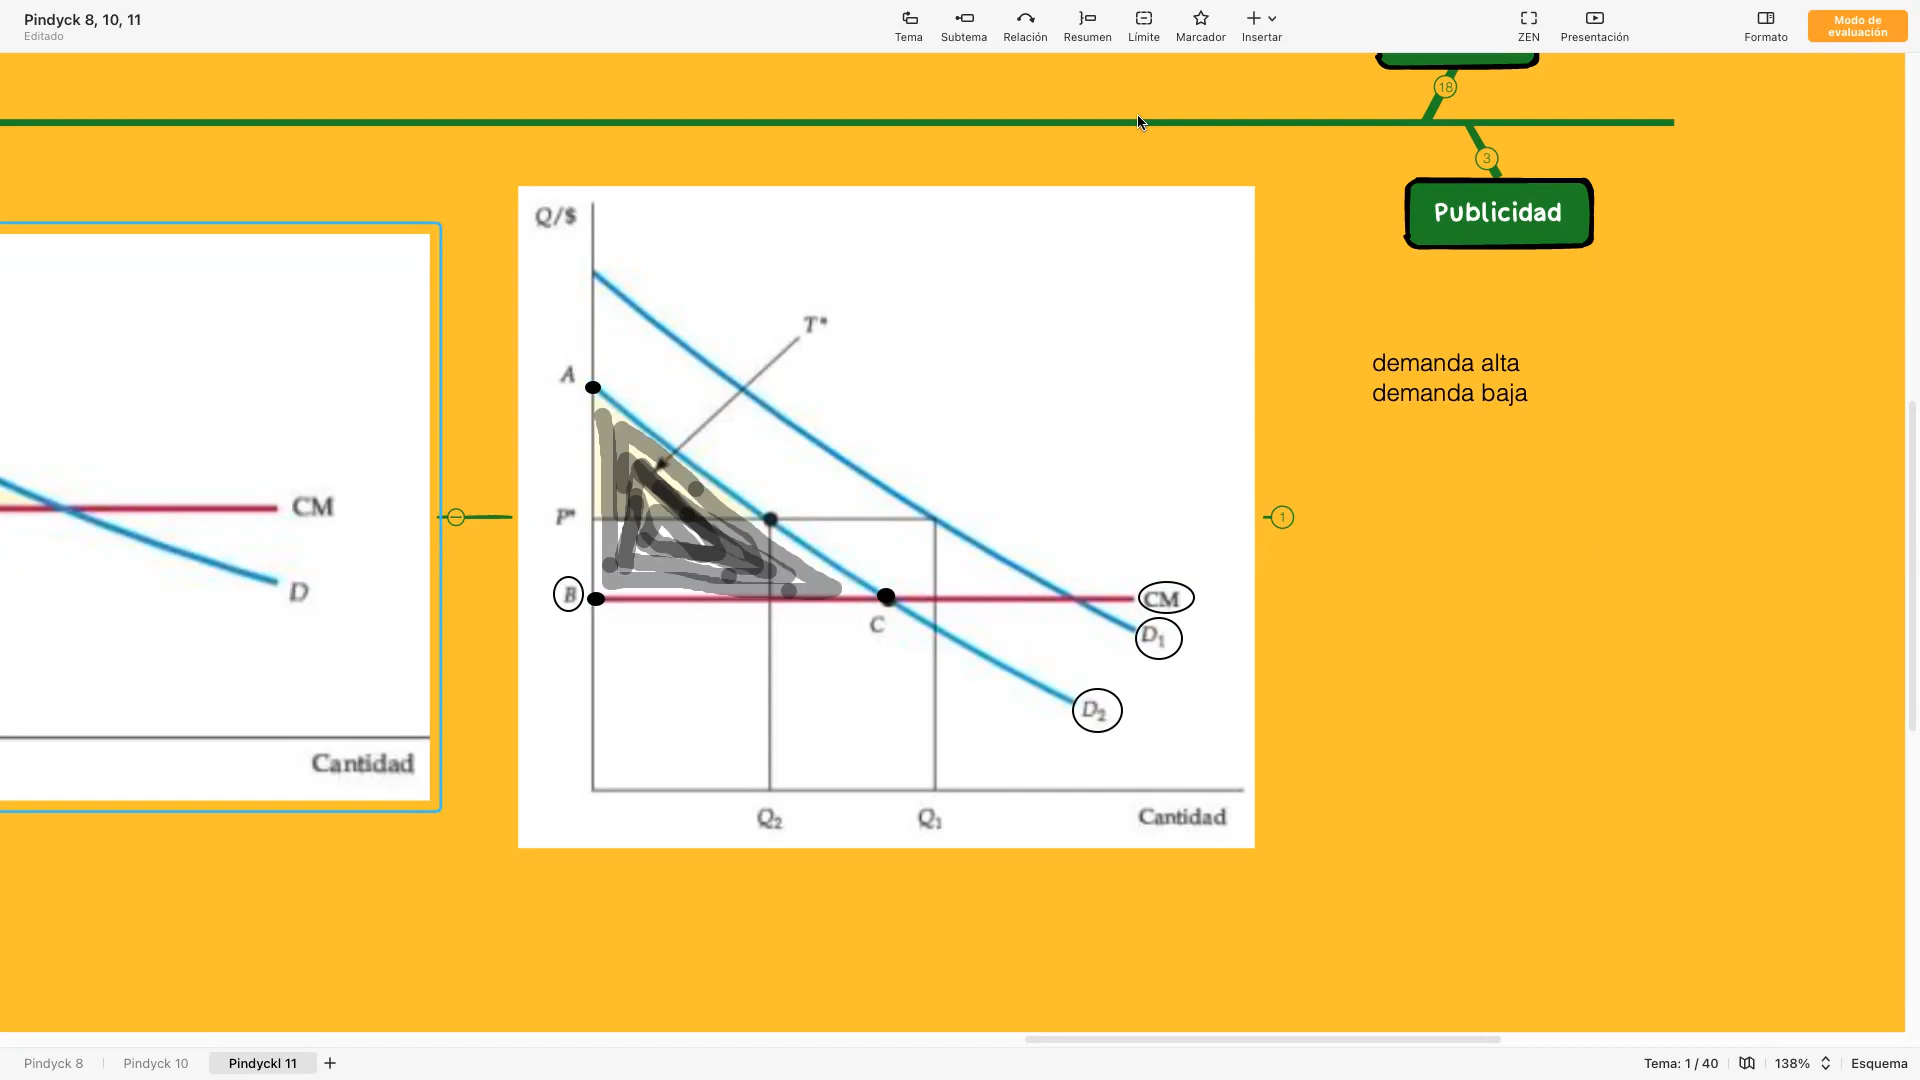 Pindyck 8, 10, 11
Editado
Tema
Subtema
Relación
Resumen
Límite
Marcador
Insertar
ZEN
Presentación
Formato
Modo de
evaluación
18
3
Publicidad
Q/$
T*
A
demanda alta
demanda baja
CM
D
P*
1
B
CM
C
D₁
D₂
Cantidad
Q₂
Q₁
Cantidad
Pindyck 8
Pindyck 10
Pindyckl 11
Tema: 1 / 40
138%
Esquema